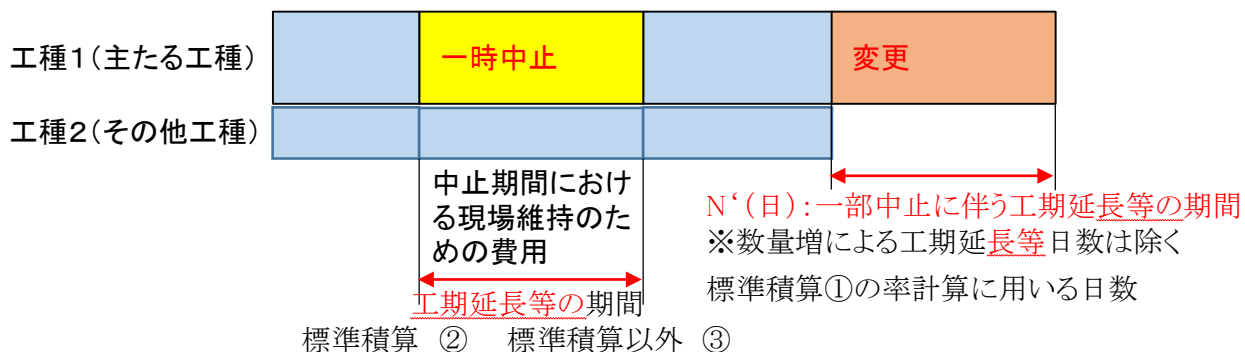 工種1(主たる工種)
一時中止
変更
工種2(その他工種)
中止期間におけ
る現場維持のた
めの費用
工期延長等の期間
標準積算 ② 標準積算以外 ③
N‘(日):一部中止に伴う工期延長等の期間
※数量増による工期延長等日数は除く
標準積算①の率計算に用いる日数